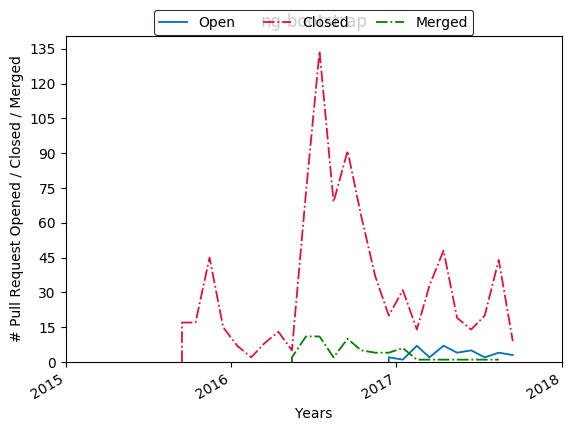 ng-bootstrap
Open Closed Merged
135
120
105
90
75
60
45
30
15
0
# Pull Request Opened / Closed / Merged
2015 2016 2017 2018
Years